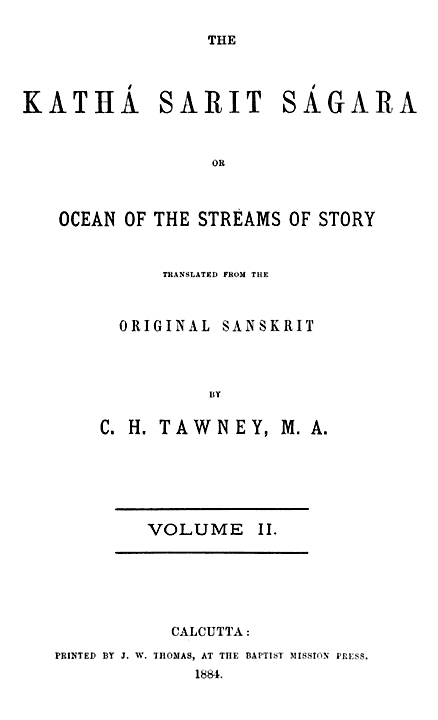 THE
KATHÁ SARIT SÁGARA
OR
OCEAN OF THE STREAMS OF STORY
TRANSLATED FROM THE
ORIGINAL SANSKRIT
BY
C. H. TAWNEY, M. A.
VOLUME II.
CALCUTTA:
PRINTED BY J. W. THOMAS, AT THE BAPTIST MISSION PRESS.
1884.